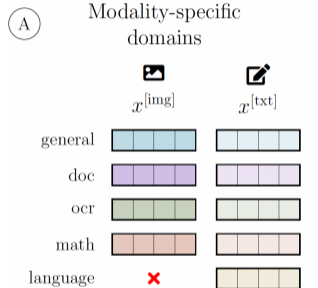 A
Modality-specific
domains
x[img] x[txt]
general
doc
ocr
math
language